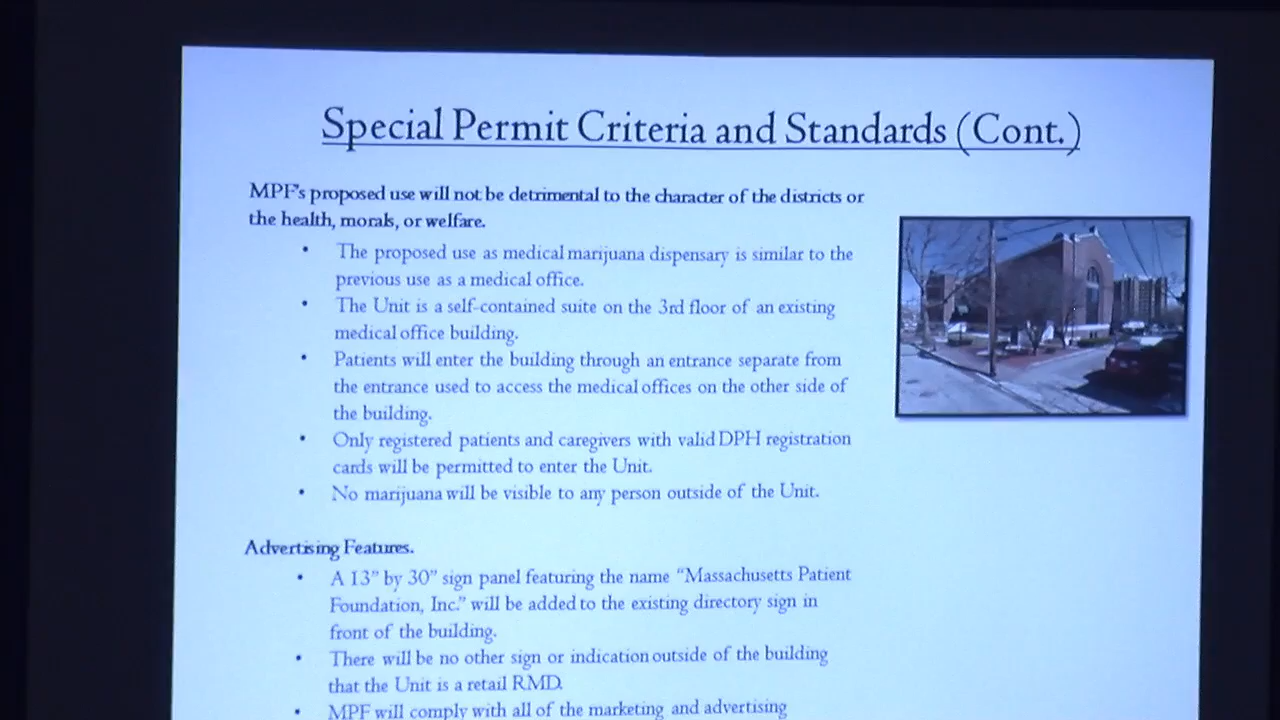 Special Permit Criteria and Standards (Cont.)
MPF's proposed use will not be detrimental to the character of the districts or
the health, morals, or welfare.
• The proposed use as medical marijuana dispensary is similar to the
previous use as a medical office.
• The Unit is a self-contained suite on the 3rd floor of an existing
medical office building.
• Patients will enter the building through an entrance separate from
the entrance used to access the medical offices on the other side of
the building.
• Only registered patients and caregivers with valid DPH registration
cards will be permitted to enter the Unit.
• No marijuana will be visible to any person outside of the Unit.
Advertising Features.
• A 13” by 30” sign panel featuring the name “Massachusetts Patient
Foundation, Inc.” will be added to the existing directory sign in
front of the building.
• There will be no other sign or indication outside of the building
that the Unit is a retail RMD.
• MPF will comply with all of the marketing and advertising